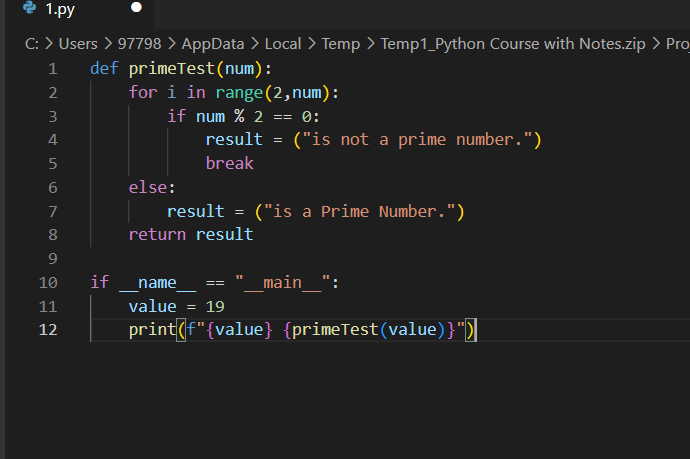 1.py
C: > Users > 97798 > AppData > Local > Temp > Temp1_Python Course with Notes.zip >
1 def primeTest(num):
2     for i in range(2,num):
3         if num % 2 == 0:
4             result = ("is not a prime number.")
5             break
6     else:
7         result = ("is a Prime Number.")
8     return result
9
10 if __name__ == "__main__":
11     value = 19
12     print(f"{value} {primeTest(value)}")